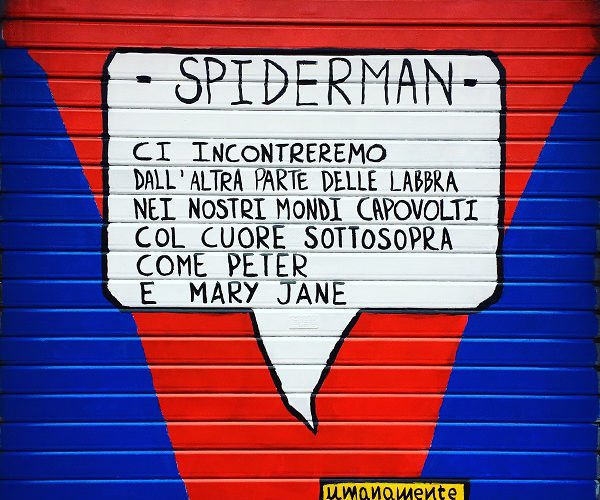 - SPIDERMAN -
CI INCONTREREMO
DALL'ALTRA PARTE DELLE LABBRA
NEI NOSTRI MONDI CAPOVOLTI
COL CUORE SOTTOSOPRA
COME PETER
E MARY JANE
umanamente